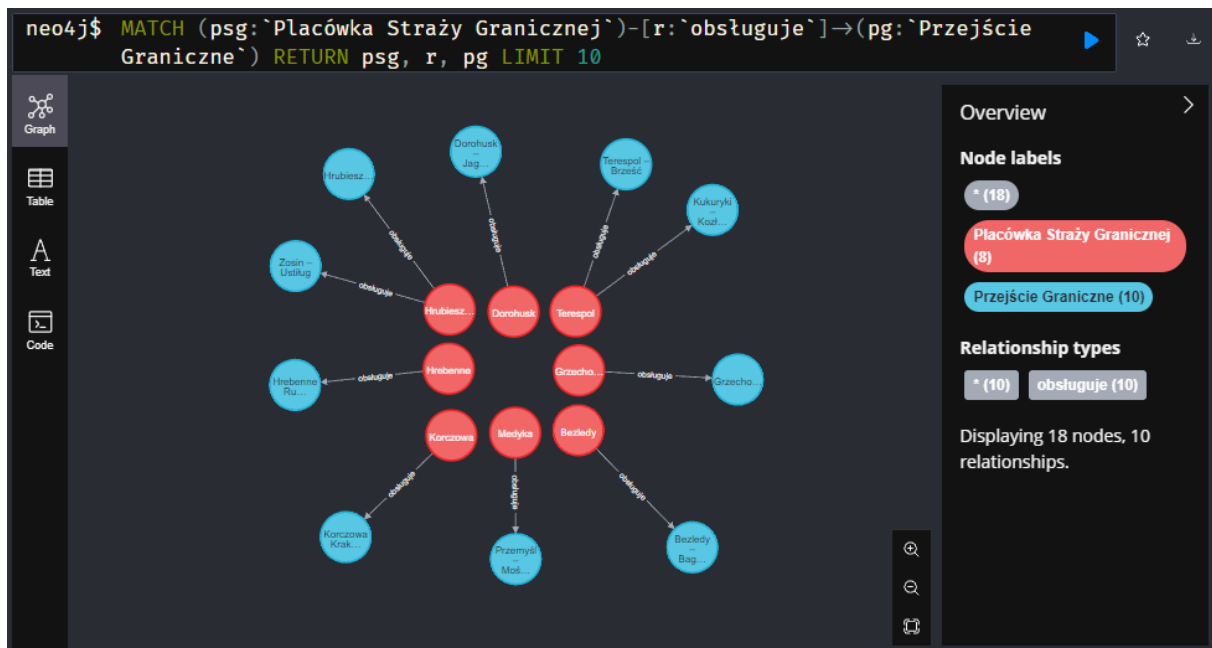 neo4j$ MATCH (psg:`Placówka Straży Granicznej`)-[r:`obsługuje`]→(pg:`Przejście
Graniczne`) RETURN psg, r, pg LIMIT 10
Graph
Table
Text
Code
Dorohusk
–
Jag...
Terespol –
Brześć
Hrubiesz...
Kukuryki
–
Kozł...
Zosin –
Ustiług
obsługuje
obsługuje
obsługuje
obsługuje
obsługuje
Hrubiesz...
Dorohusk
Terespol
Hrebenne
Ru...
obsługuje
Hrebenne
Grzecho...
obsługuje
Grzecho...
Korczowa
Medyka
Bezledy
obsługuje
obsługuje
obsługuje
Korczowa
Krak...
Przemyśl
–
Moś...
Bezledy
–
Bag...
Overview
Node labels
* (18)
Placówka Straży Granicznej
(8)
Przejście Graniczne (10)
Relationship types
* (10) obsługuje (10)
Displaying 18 nodes, 10
relationships.